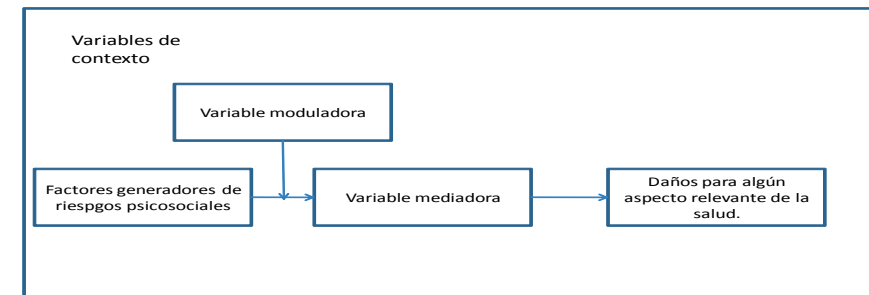 Variables de
contexto
Variable moduladora
Factores generadores de
riespgos psicosociales
Variable mediadora
Daños para algún
aspecto relevante de la
salud.